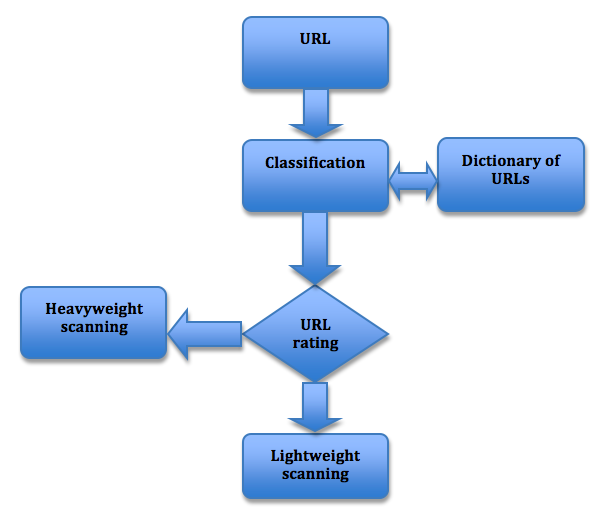 URL
Classification
Dictionary of
URLs
URL
rating
Heavyweight
scanning
Lightweight
scanning